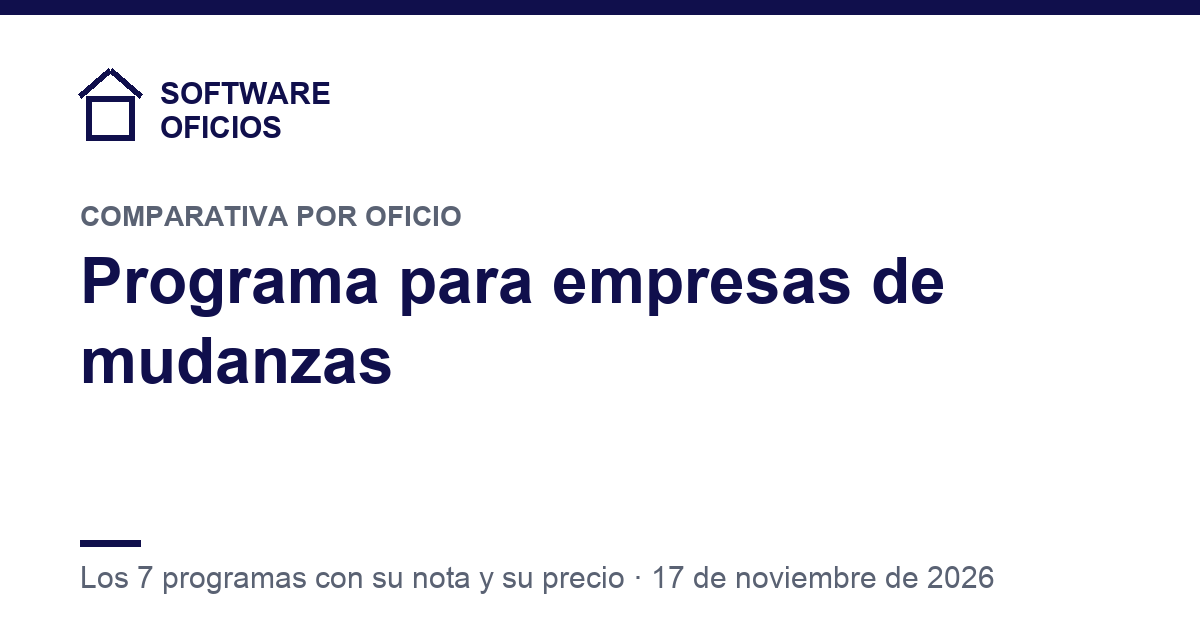 SOFTWARE
OFICIOS
COMPARATIVA POR OFICIO
Programa para empresas de
mudanzas
Los 7 programas con su nota y su precio · 17 de noviembre de 2026